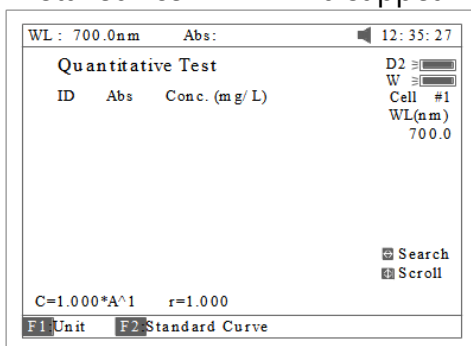 WL: 700.0nm Abs: 12:35:27
Quantitative Test
ID Abs Conc.(mg/L)
D2
W
Cell #1
WL(nm)
700.0
Search
Scroll
C=1.000*A^1 r=1.000
F1:Unit F2:Standard Curve